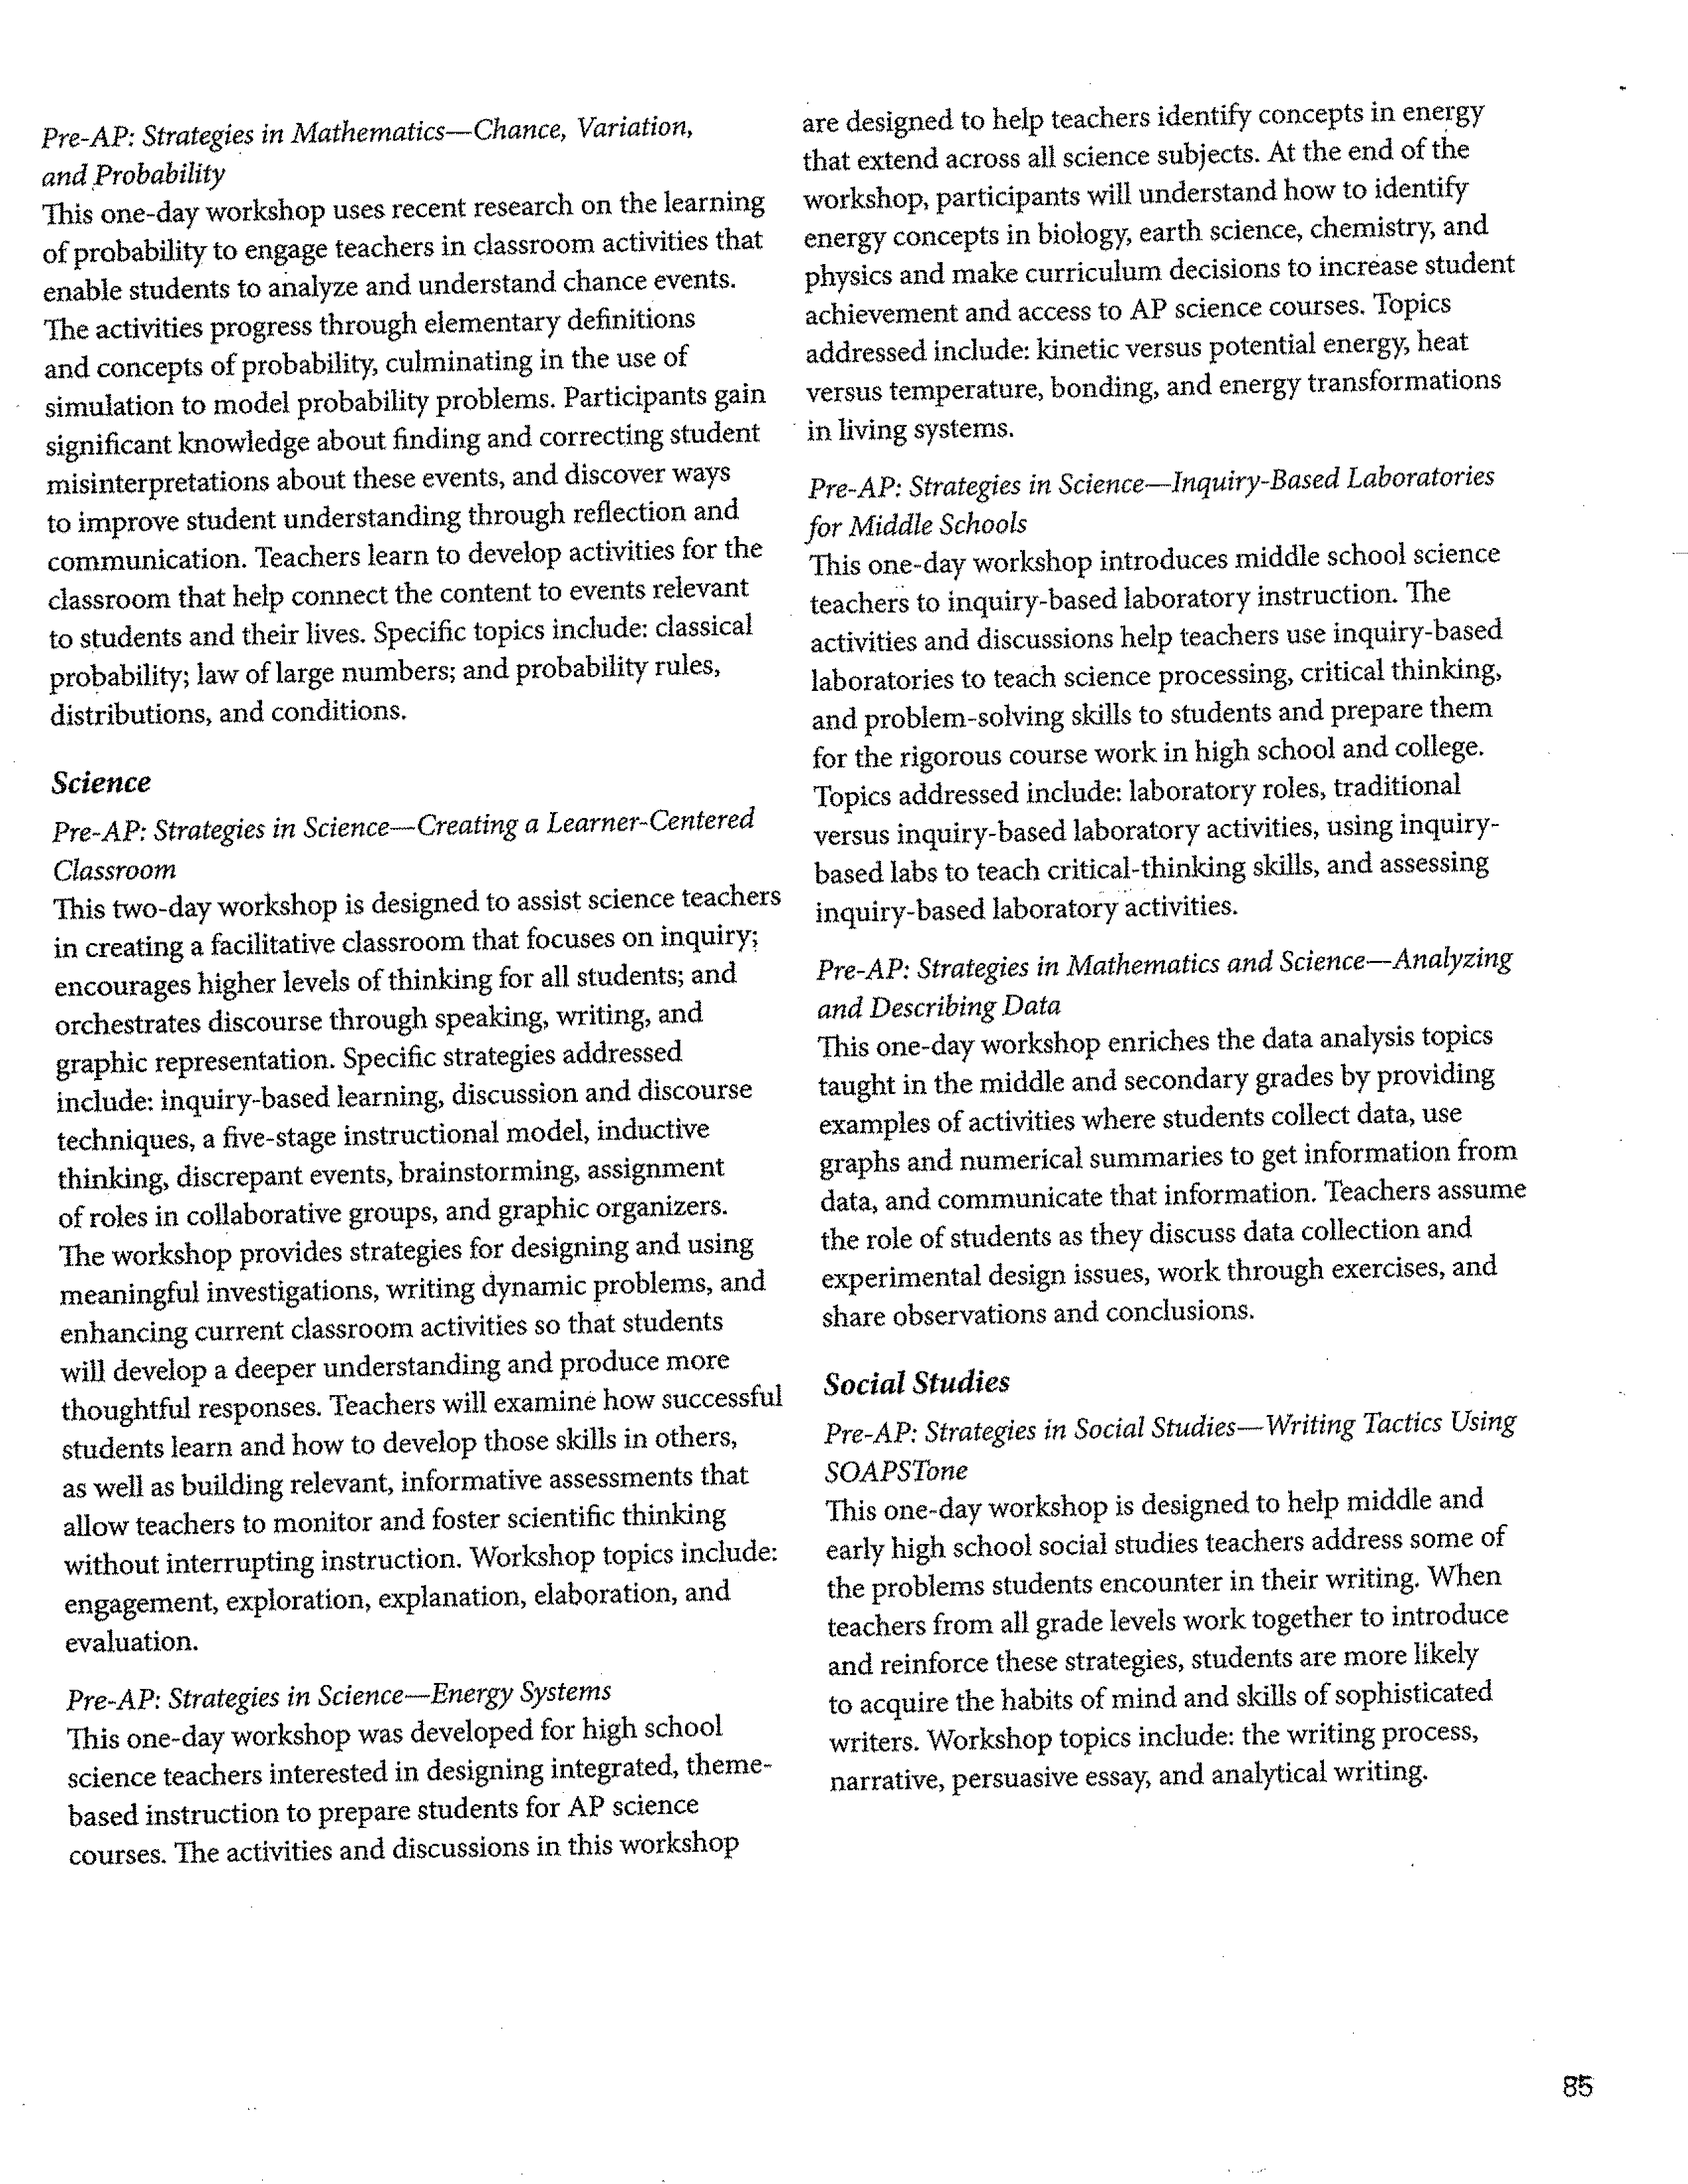 Pre-AP: Strategies in Mathematics—Chance, Variation,
and Probability
This one-day workshop uses recent research on the learning
of probability to engage teachers in classroom activities that
enable students to analyze and understand chance events.
The activities progress through elementary definitions
and concepts of probability, culminating in the use of
simulation to model probability problems. Participants gain
significant knowledge about finding and correcting student
misinterpretations about these events, and discover ways
to improve student understanding through reflection and
communication. Teachers learn to develop activities for the
classroom that help connect the content to events relevant
to students and their lives. Specific topics include: classical
probability; law of large numbers; and probability rules,
distributions, and conditions.
Science
Pre-AP: Strategies in Science—Creating a Learner-Centered
Classroom
This two-day workshop is designed to assist science teachers
in creating a facilitative classroom that focuses on inquiry;
encourages higher levels of thinking for all students; and
orchestrates discourse through speaking, writing, and
graphic representation. Specific strategies addressed
include: inquiry-based learning, discussion and discourse
techniques, a five-stage instructional model, inductive
thinking, discrepant events, brainstorming, assignment
of roles in collaborative groups, and graphic organizers.
The workshop provides strategies for designing and using
meaningful investigations, writing dynamic problems, and
enhancing current classroom activities so that students
will develop a deeper understanding and produce more
thoughtful responses. Teachers will examine how successful
students learn and how to develop those skills in others,
as well as building relevant, informative assessments that
allow teachers to monitor and foster scientific thinking
without interrupting instruction. Workshop topics include:
engagement, exploration, explanation, elaboration, and
evaluation.
Pre-AP: Strategies in Science—Energy Systems
This one-day workshop was developed for high school
science teachers interested in designing integrated, theme-
based instruction to prepare students for AP science
courses. The activities and discussions in this workshop
are designed to help teachers identify concepts in energy
that extend across all science subjects. At the end of the
workshop, participants will understand how to identify
energy concepts in biology, earth science, chemistry, and
physics and make curriculum decisions to increase student
achievement and access to AP science courses. Topics
addressed include: kinetic versus potential energy, heat
versus temperature, bonding, and energy transformations
in living systems.
Pre-AP: Strategies in Science—Inquiry-Based Laboratories
for Middle Schools
This one-day workshop introduces middle school science
teachers to inquiry-based laboratory instruction. The
activities and discussions help teachers use inquiry-based
laboratories to teach science processing, critical thinking,
and problem-solving skills to students and prepare them
for the rigorous course work in high school and college.
Topics addressed include: laboratory roles, traditional
versus inquiry-based laboratory activities, using inquiry-
based labs to teach critical-thinking skills, and assessing
inquiry-based laboratory activities.
Pre-AP: Strategies in Mathematics and Science—Analyzing
and Describing Data
This one-day workshop enriches the data analysis topics
taught in the middle and secondary grades by providing
examples of activities where students collect data, use
graphs and numerical summaries to get information from
data, and communicate that information. Teachers assume
the role of students as they discuss data collection and
experimental design issues, work through exercises, and
share observations and conclusions.
Social Studies
Pre-AP: Strategies in Social Studies—Writing Tactics Using
SOAPSTone
This one-day workshop is designed to help middle and
early high school social studies teachers address some of
the problems students encounter in their writing. When
teachers from all grade levels work together to introduce
and reinforce these strategies, students are more likely
to acquire the habits of mind and skills of sophisticated
writers. Workshop topics include: the writing process,
narrative, persuasive essay, and analytical writing.
85